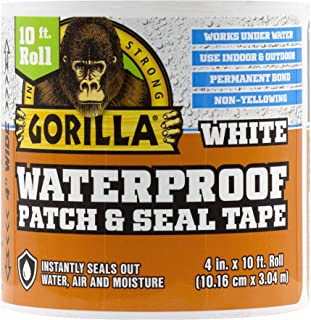 10 ft.
Roll
WORKS UNDER WATER
USE INDOOR & OUTDOOR
PERMANENT BOND
NON-YELLOWING
IN
STRONG
GORILLA
WHITE
<<<< 4" WIDE
WATERPROOF
PATCH & SEAL TAPE
INSTANTLY SEALS OUT
WATER, AIR AND MOISTURE
4 in. x 10 ft. Roll
(10.16 cm x 3.04 m)